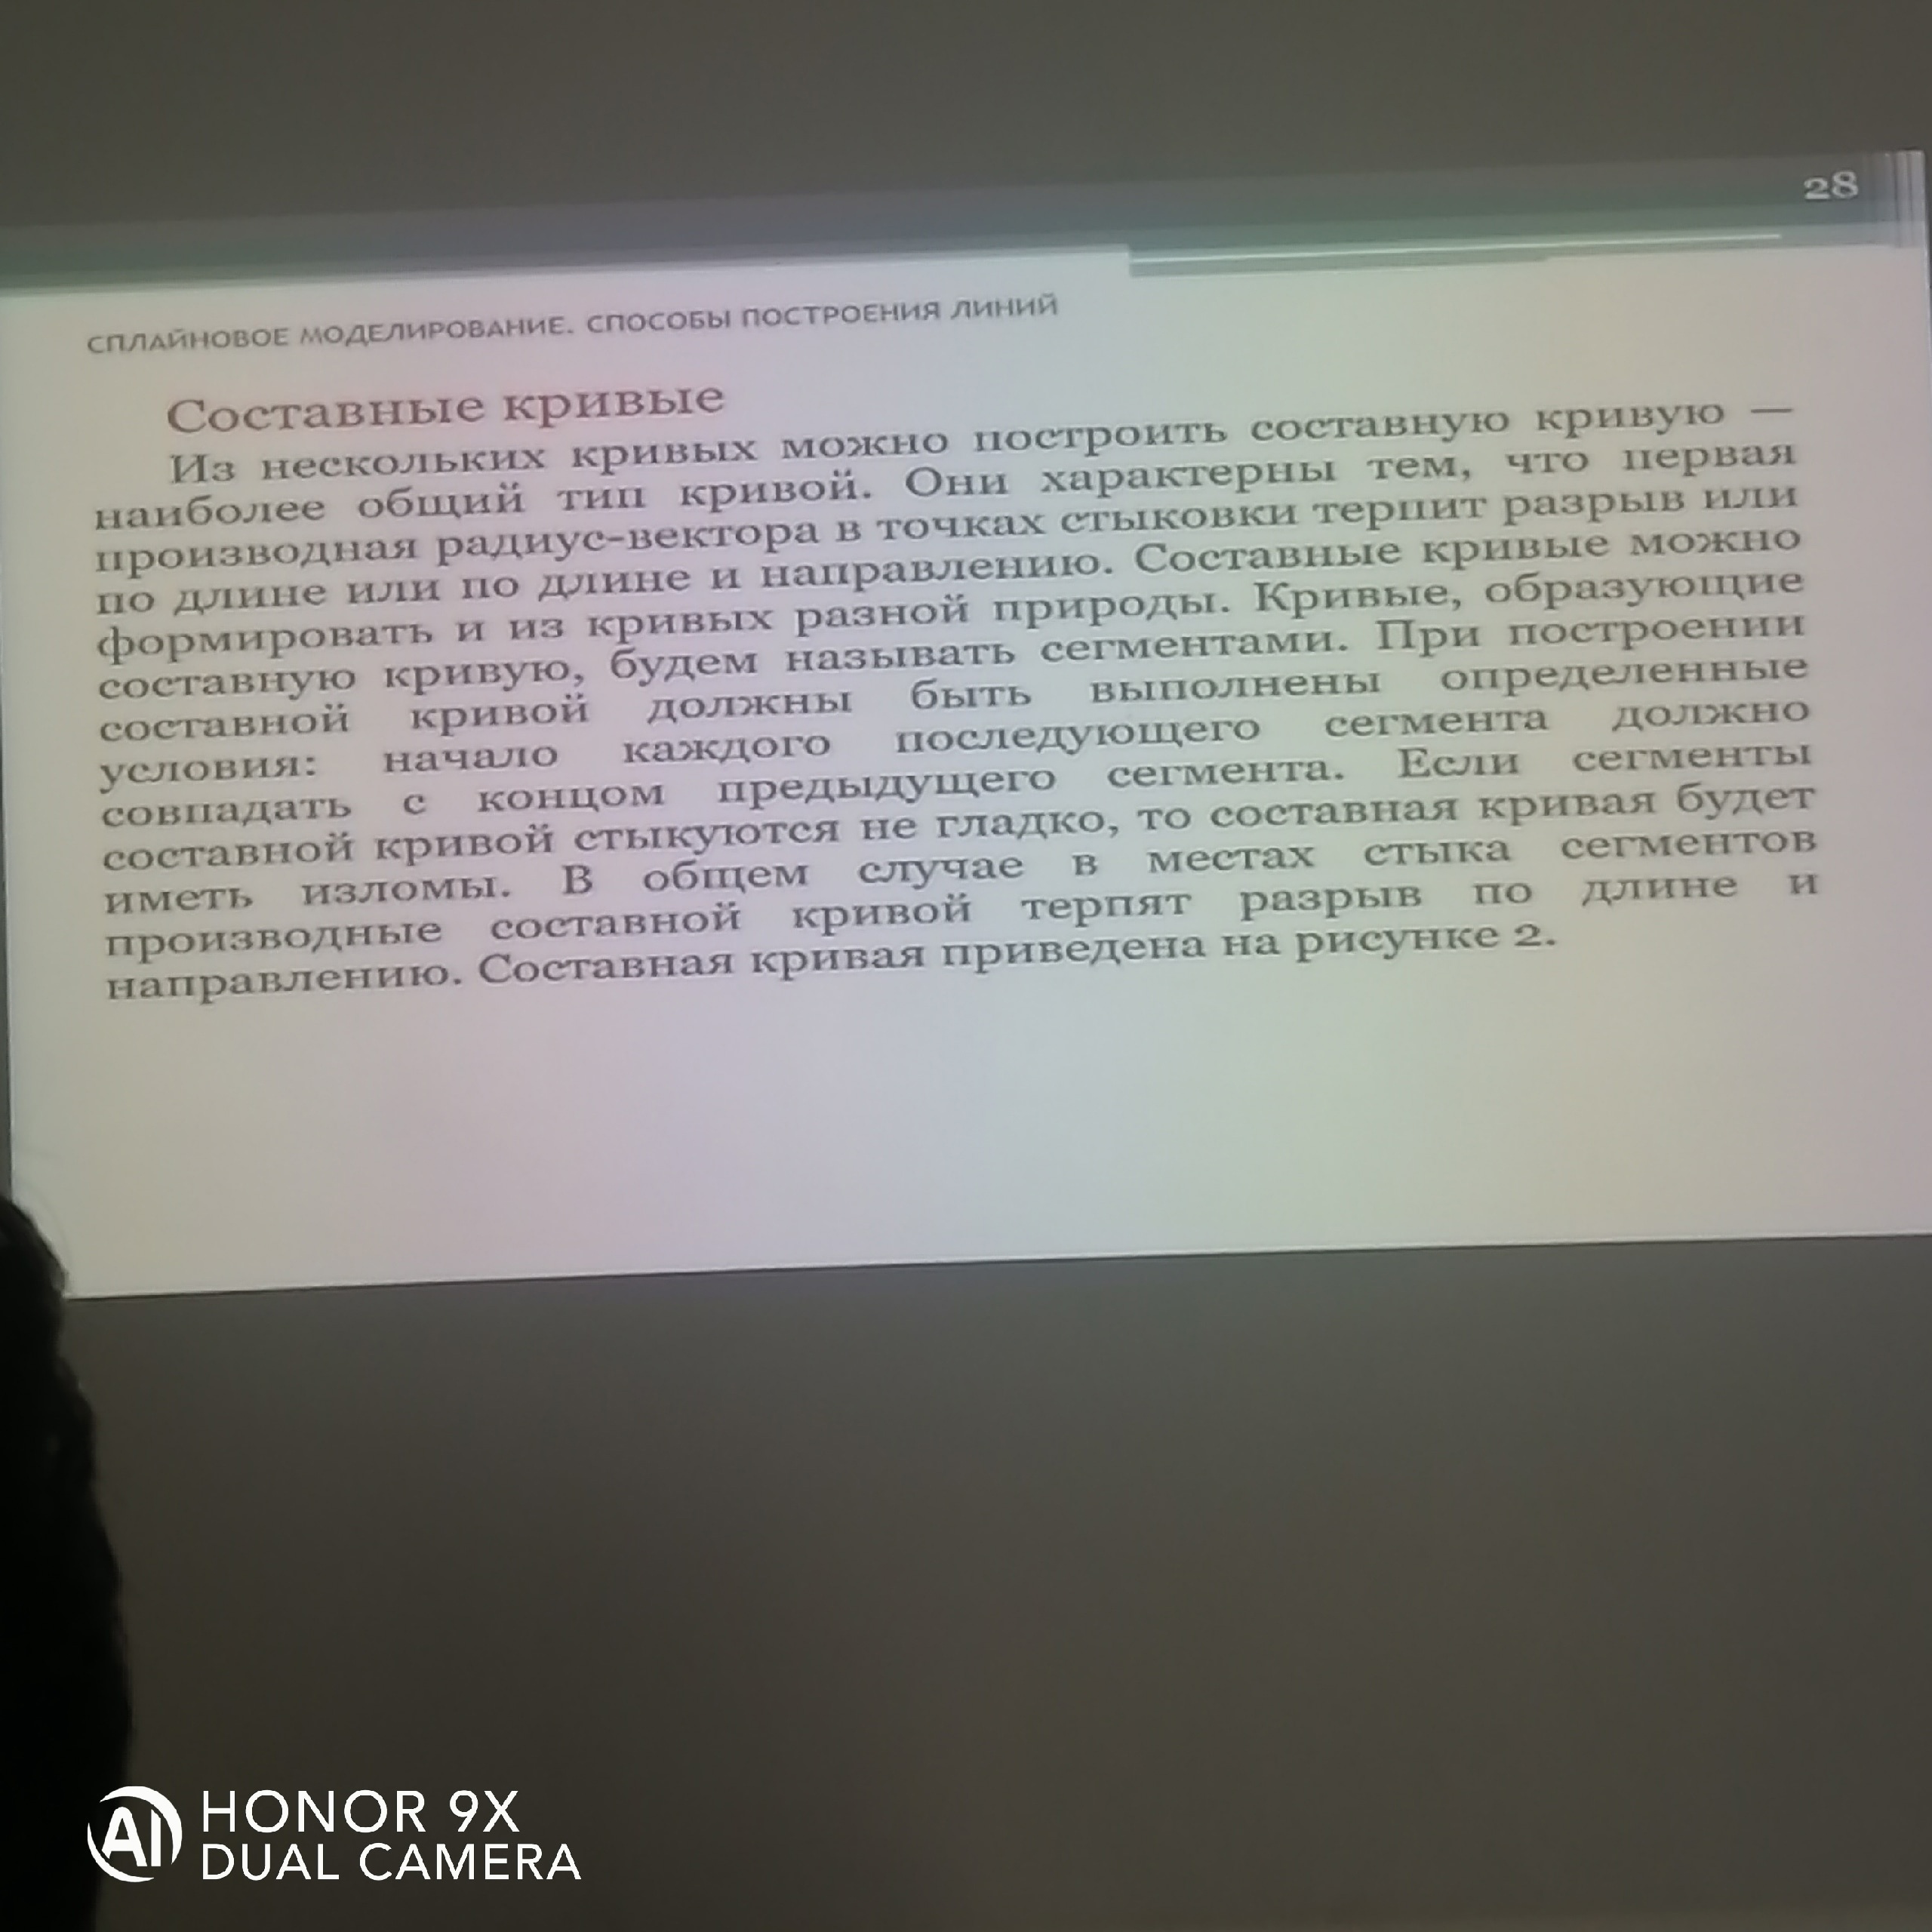 28
СПЛАЙНОВОЕ МОДЕЛИРОВАНИЕ. СПОСОБЫ ПОСТРОЕНИЯ ЛИНИЙ
Составные кривые
Из нескольких кривых можно построить составную кривую —
наиболее общий тип кривой. Они характерны тем, что первая
производная радиус-вектора в точках стыковки терпит разрыв или
по длине или по длине и направлению. Составные кривые можно
формировать и из кривых разной природы. Кривые, образующие
составную кривую, будем называть сегментами. При построении
составной кривой должны быть выполнены определенные
условия: начало каждого последующего сегмента должно
совпадать с концом предыдущего сегмента. Если сегменты
составной кривой стыкуются не гладко, то составная кривая будет
иметь изломы. В общем случае в местах стыка сегментов
производные составной кривой терпят разрыв по длине и
направлению. Составная кривая приведена на рисунке 2.
AI HONOR 9X
DUAL CAMERA